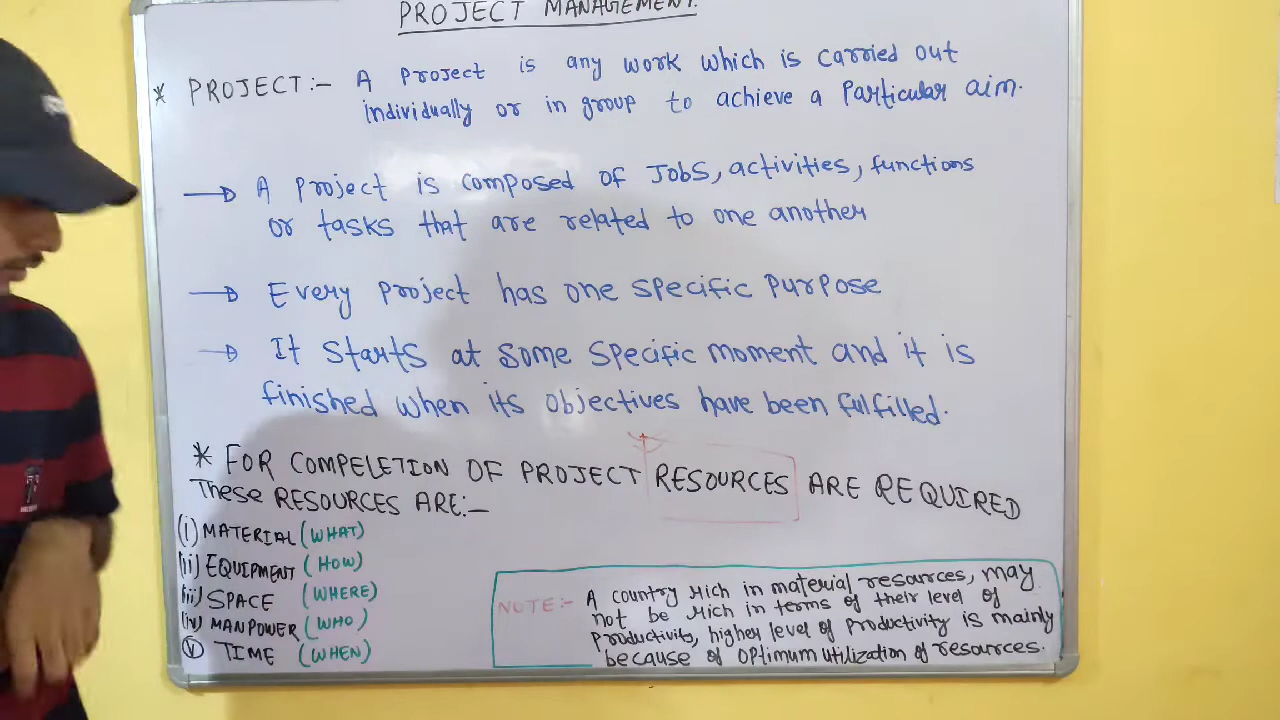 PROJECT MANAGEMENT.
* PROJECT:- A Project is any work which is carried out
individually or in group to achieve a Particular aim.
→ A project is composed of JobS, activities, functions
or tasks that are related to one another
→ Every project has one specific purpose
→ It starts at some specific moment and it is
finished when its objectives have been fulfilled.
* FOR COMPELETION OF PROJECT RESOURCES ARE REQUIRED
These RESOURCES ARE:-
(i) MATERIAL (WHAT)
(ii) EQUIPMENT (HOW)
(iii) SPACE (WHERE)
(iv) MANPOWER (WHO)
(v) TIME (WHEN)
NOTE:- A country rich in material resources, may
not be rich in terms of their level of
productivity, higher level of productivity is mainly
because of optimum utilization of resources.